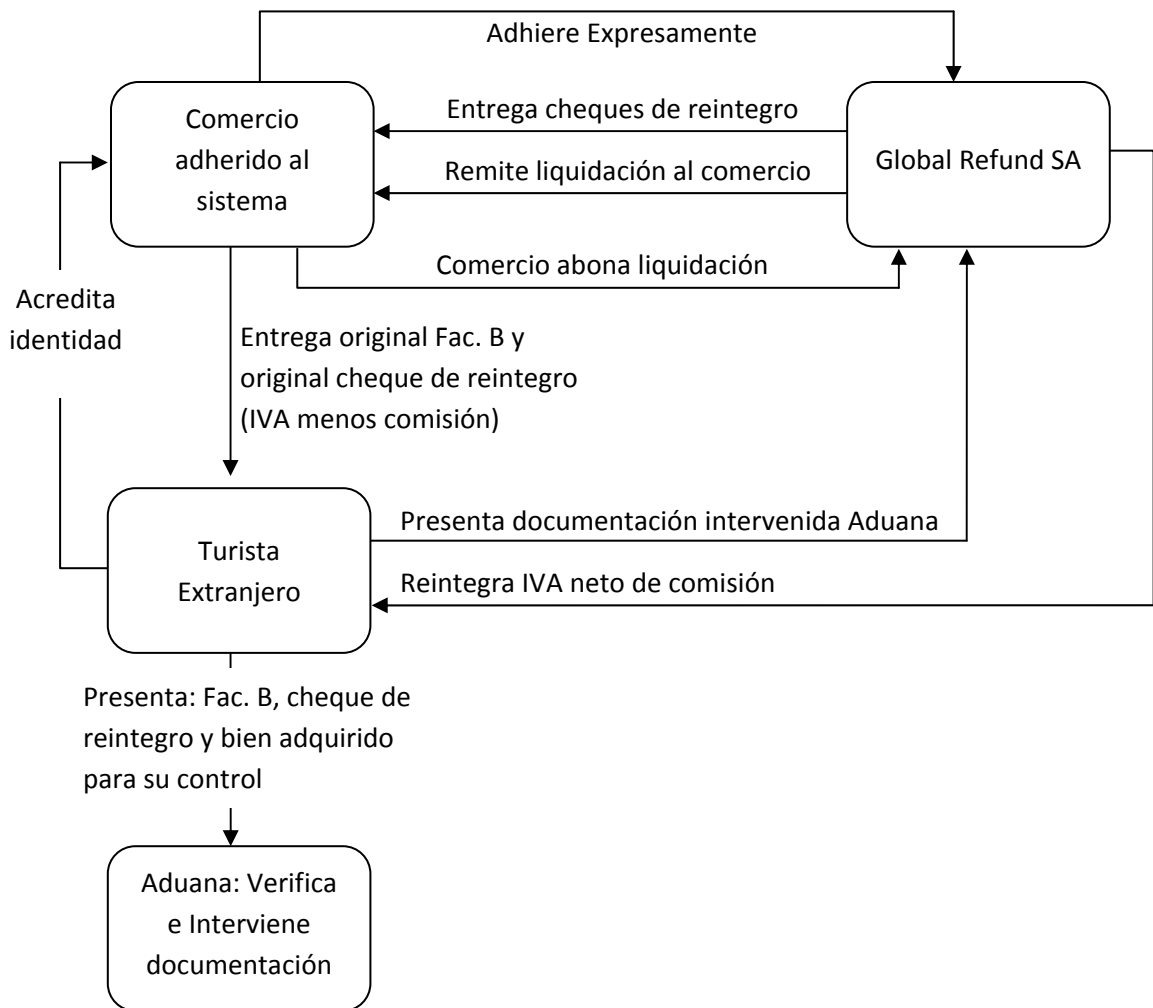 Adhiere Expresamente
Comercio
adherido al
sistema
Entrega cheques de reintegro
Remite liquidación al comercio
Global Refund SA
Comercio abona liquidación
Acredita
identidad
Entrega original Fac. B y
original cheque de reintegro
(IVA menos comisión)
Turista
Extranjero
Presenta documentación intervenida Aduana
Reintegra IVA neto de comisión
Presenta: Fac. B, cheque de
reintegro y bien adquirido
para su control
Aduana: Verifica
e Interviene
documentación